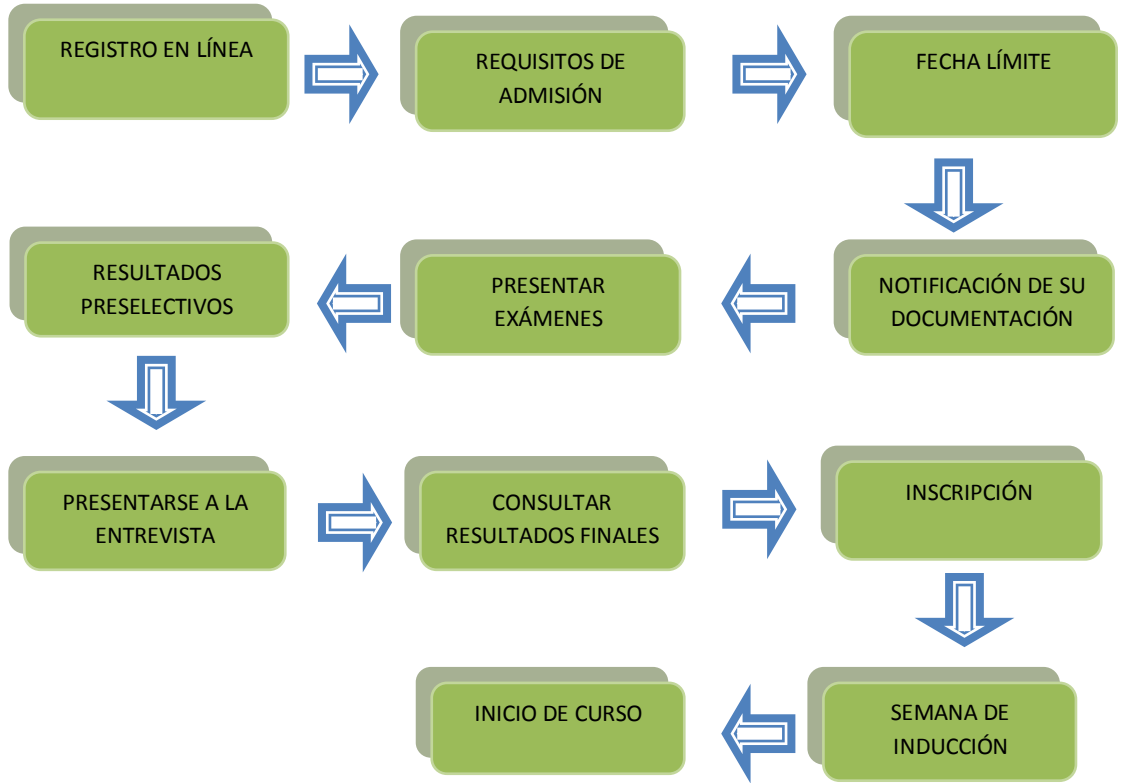 REGISTRO EN LÍNEA
REQUISITOS DE
ADMISIÓN
FECHA LÍMITE
NOTIFICACIÓN DE SU
DOCUMENTACIÓN
PRESENTAR
EXÁMENES
RESULTADOS
PRESELECTIVOS
PRESENTARSE A LA
ENTREVISTA
CONSULTAR
RESULTADOS FINALES
INSCRIPCIÓN
SEMANA DE
INDUCCIÓN
INICIO DE CURSO